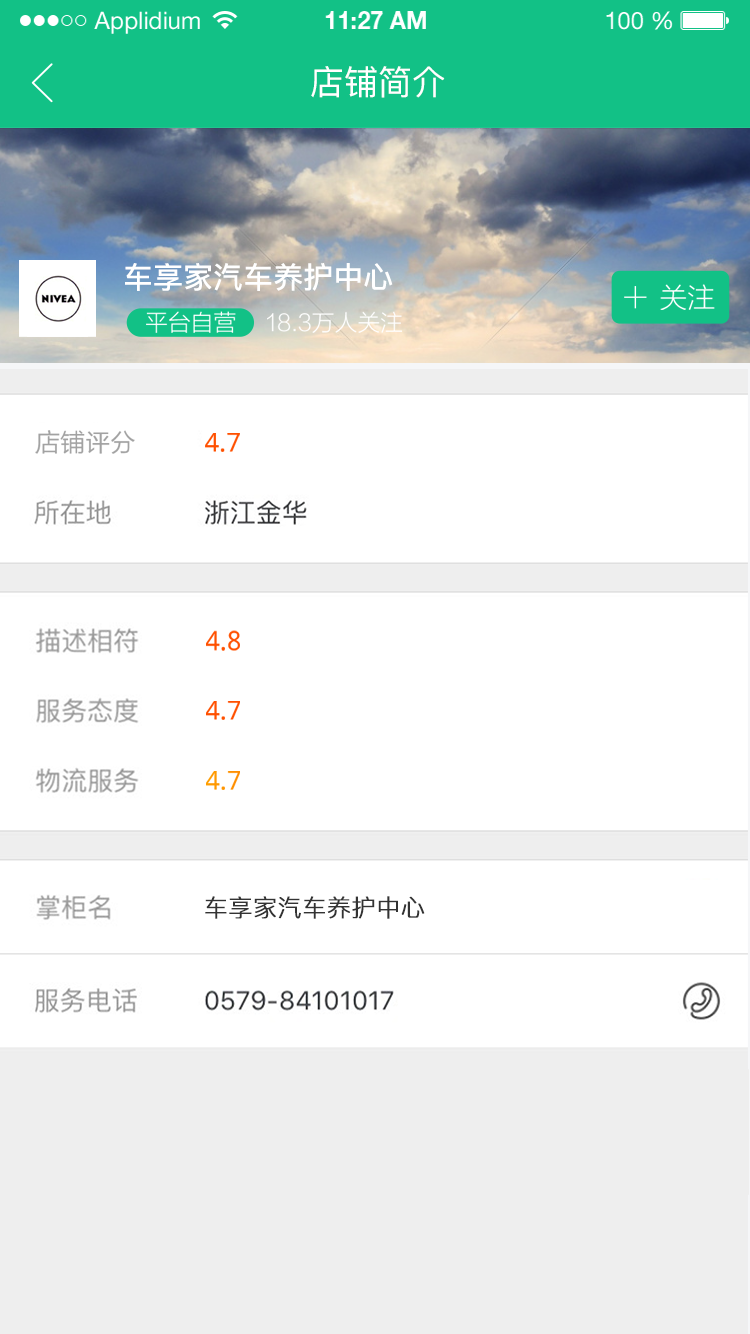 Applidium 11:27 AM 100 %
店铺简介
NIVEA
车享家汽车养护中心
平台自营 18.3万人关注
+ 关注
店铺评分 4.7
所在地 浙江金华
描述相符 4.8
服务态度 4.7
物流服务 4.7
掌柜名 车享家汽车养护中心
服务电话 0579-84101017